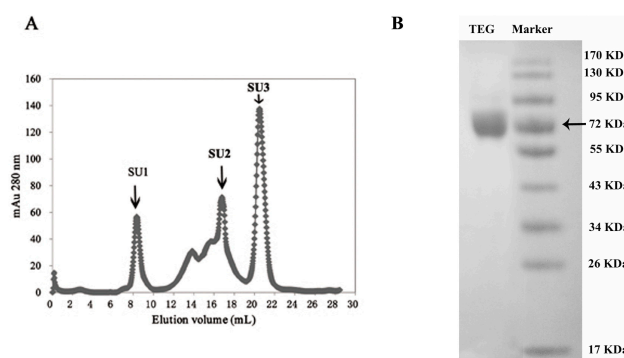 A
B
TEG Marker
160
140
120
100
80
60
40
20
0
mAu 280 nm
SU1
SU2
SU3
0 2 4 6 8 10 12 14 16 18 20 22 24 26 28 30
Elution volume (mL)
170 KD
130 KD
95 KD
72 KD
55 KD
43 KD
34 KD
26 KD
17 KD